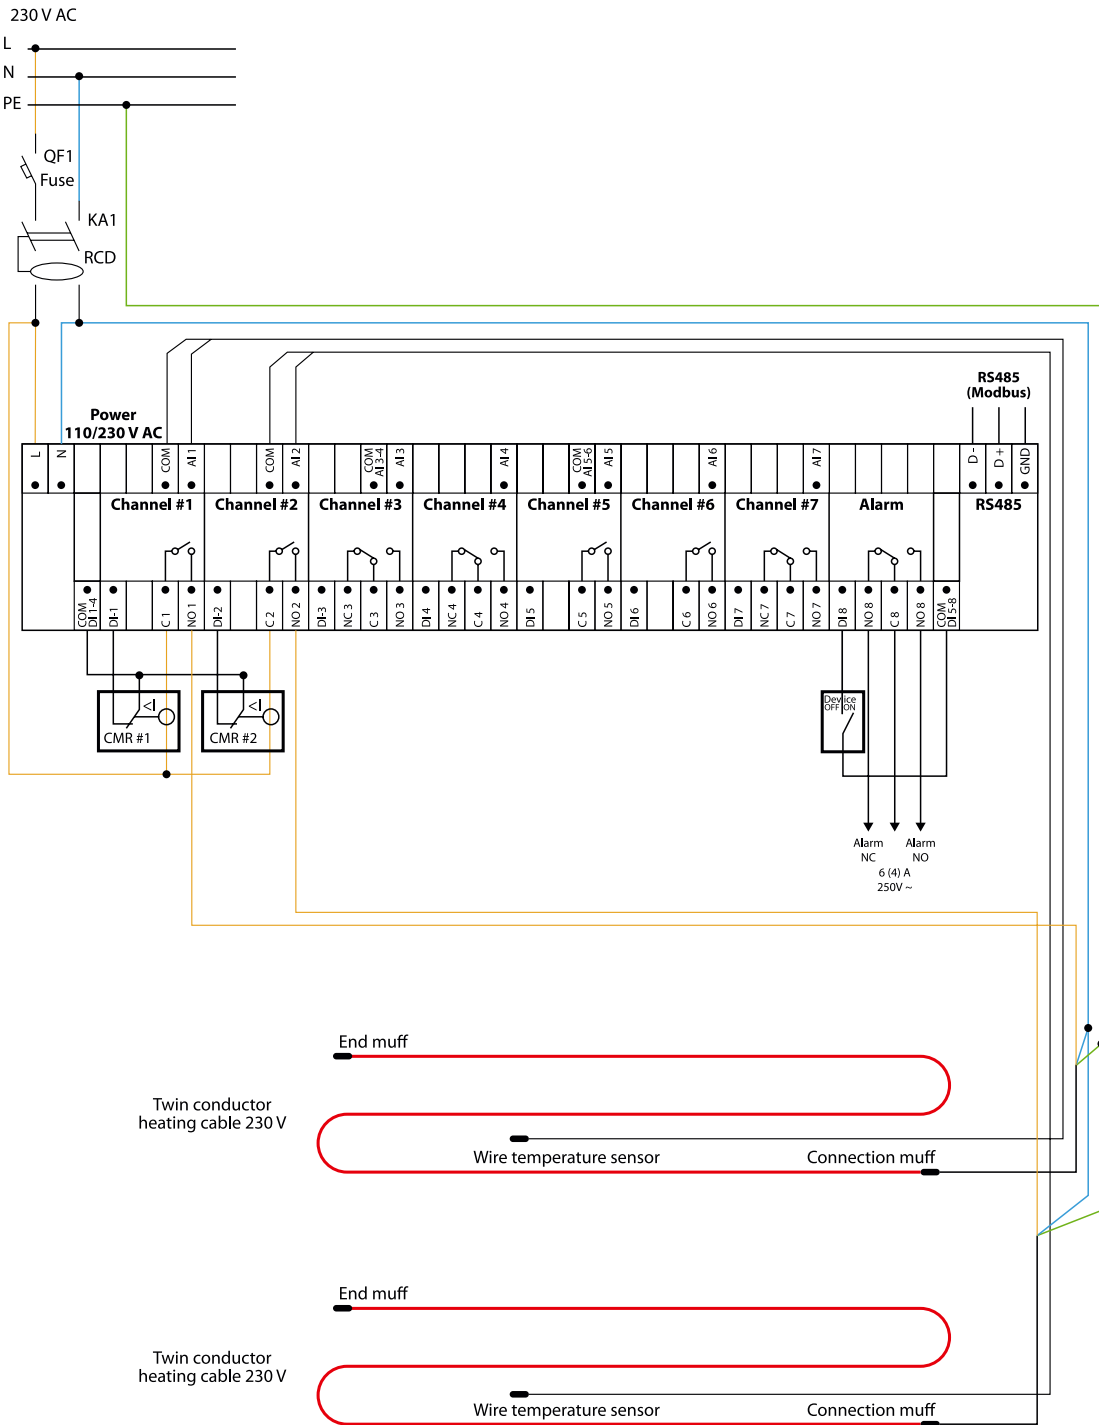 230 V AC
L
N
PE
QF1
Fuse
KA1
RCD
RS485
(Modbus)
Power
110/230 V AC
L
N
COM
AI 1
COM
AI 2
COM
AI 3-4
AI 3
AI 4
COM
AI 5-6
AI 5
AI 6
AI 7
D -
D +
GND
Channel #1
Channel #2
Channel #3
Channel #4
Channel #5
Channel #6
Channel #7
Alarm
RS485
COM
DI 1-4
DI-1
C 1
NO 1
DI-2
C 2
NO 2
DI-3
NC 3
C 3
NO 3
DI 4
NC 4
C 4
NO 4
DI 5
C 5
NO 5
DI 6
C 6
NO 6
DI 7
NC 7
C 7
NO 7
DI 8
NO 8
C 8
NO 8
COM
DI 5-8
<I
CMR #1
<I
CMR #2
Device
OFF ON
Alarm
NC
Alarm
NO
6 (4) A
250V ~
End muff
Twin conductor
heating cable 230 V
Wire temperature sensor
Connection muff
End muff
Twin conductor
heating cable 230 V
Wire temperature sensor
Connection muff